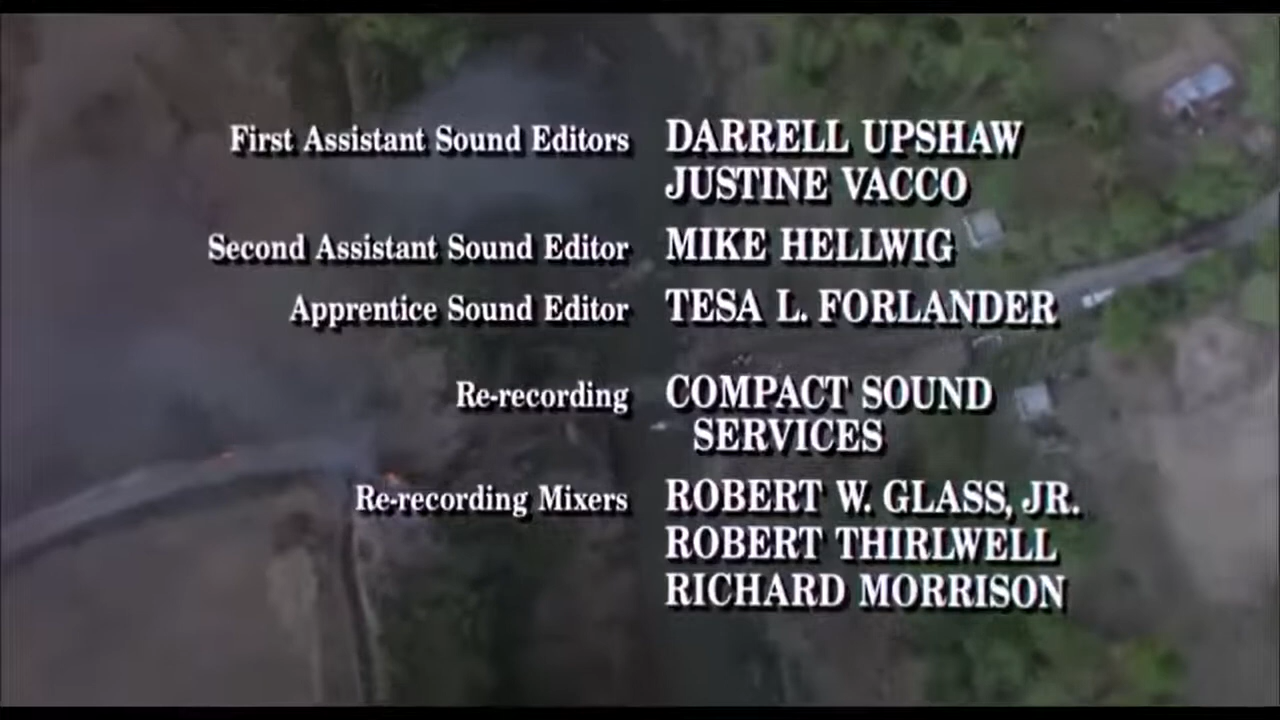 First Assistant Sound Editors DARRELL UPSHAW
JUSTINE VACCO
Second Assistant Sound Editor MIKE HELLWIG
Apprentice Sound Editor TESA L. FORLANDER
Re-recording COMPACT SOUND
SERVICES
Re-recording Mixers ROBERT W. GLASS, JR.
ROBERT THIRLWELL
RICHARD MORRISON